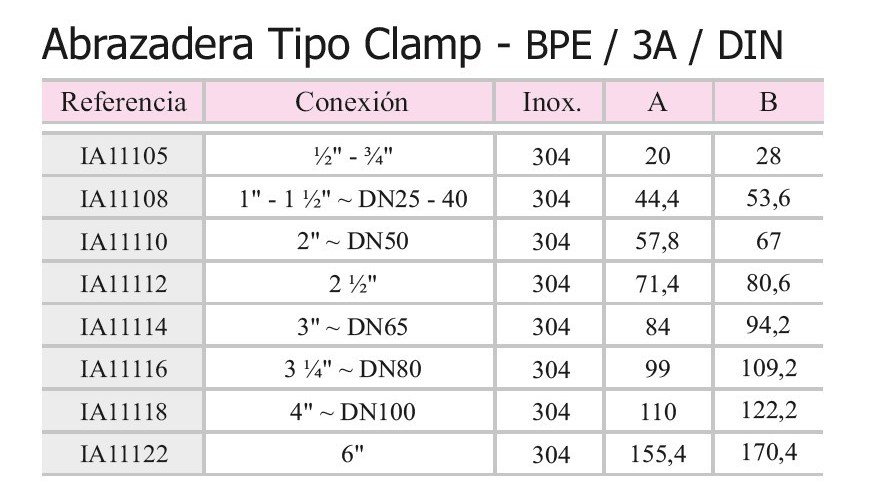 Abrazadera Tipo Clamp - BPE / 3A / DIN
Referencia Conexión Inox. A B
IA11105 ½" - ¾" 304 20 28
IA11108 1" - 1 ½" ~ DN25 - 40 304 44,4 53,6
IA11110 2" ~ DN50 304 57,8 67
IA11112 2 ½" 304 71,4 80,6
IA11114 3" ~ DN65 304 84 94,2
IA11116 3 ¼" ~ DN80 304 99 109,2
IA11118 4" ~ DN100 304 110 122,2
IA11122 6" 304 155,4 170,4